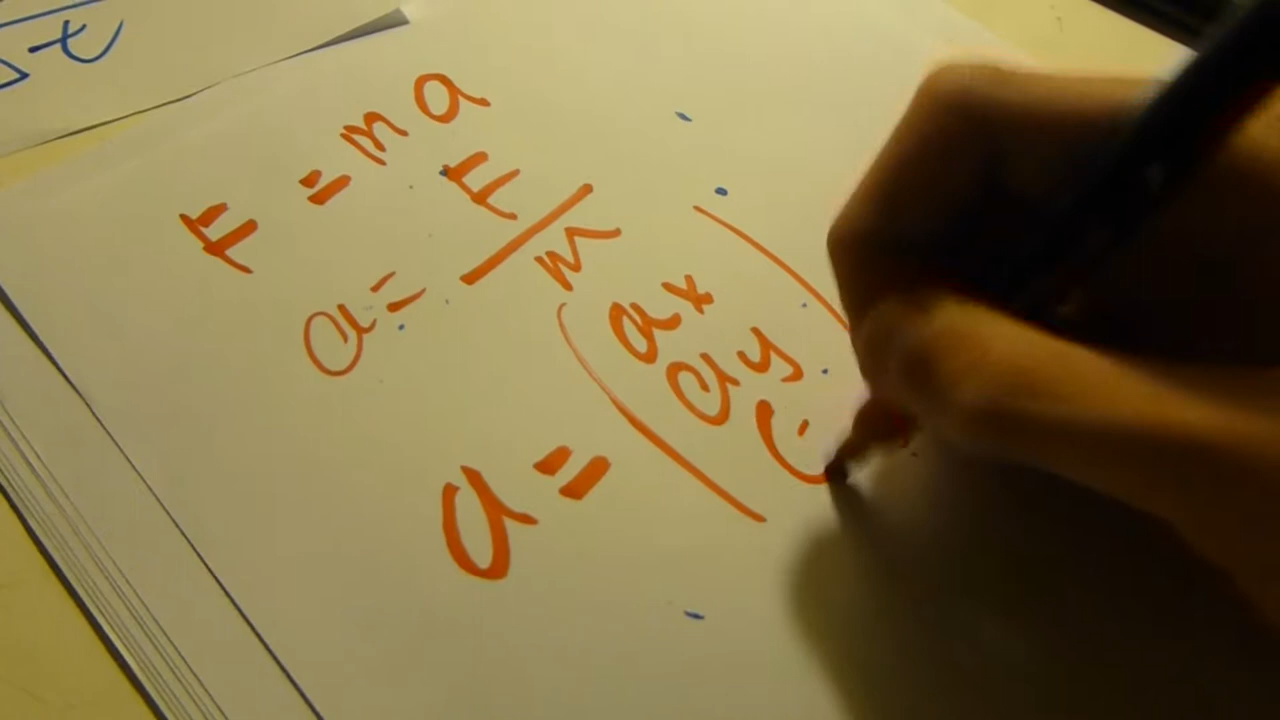 t
F = ma
a = F/m
a = (ax
ay